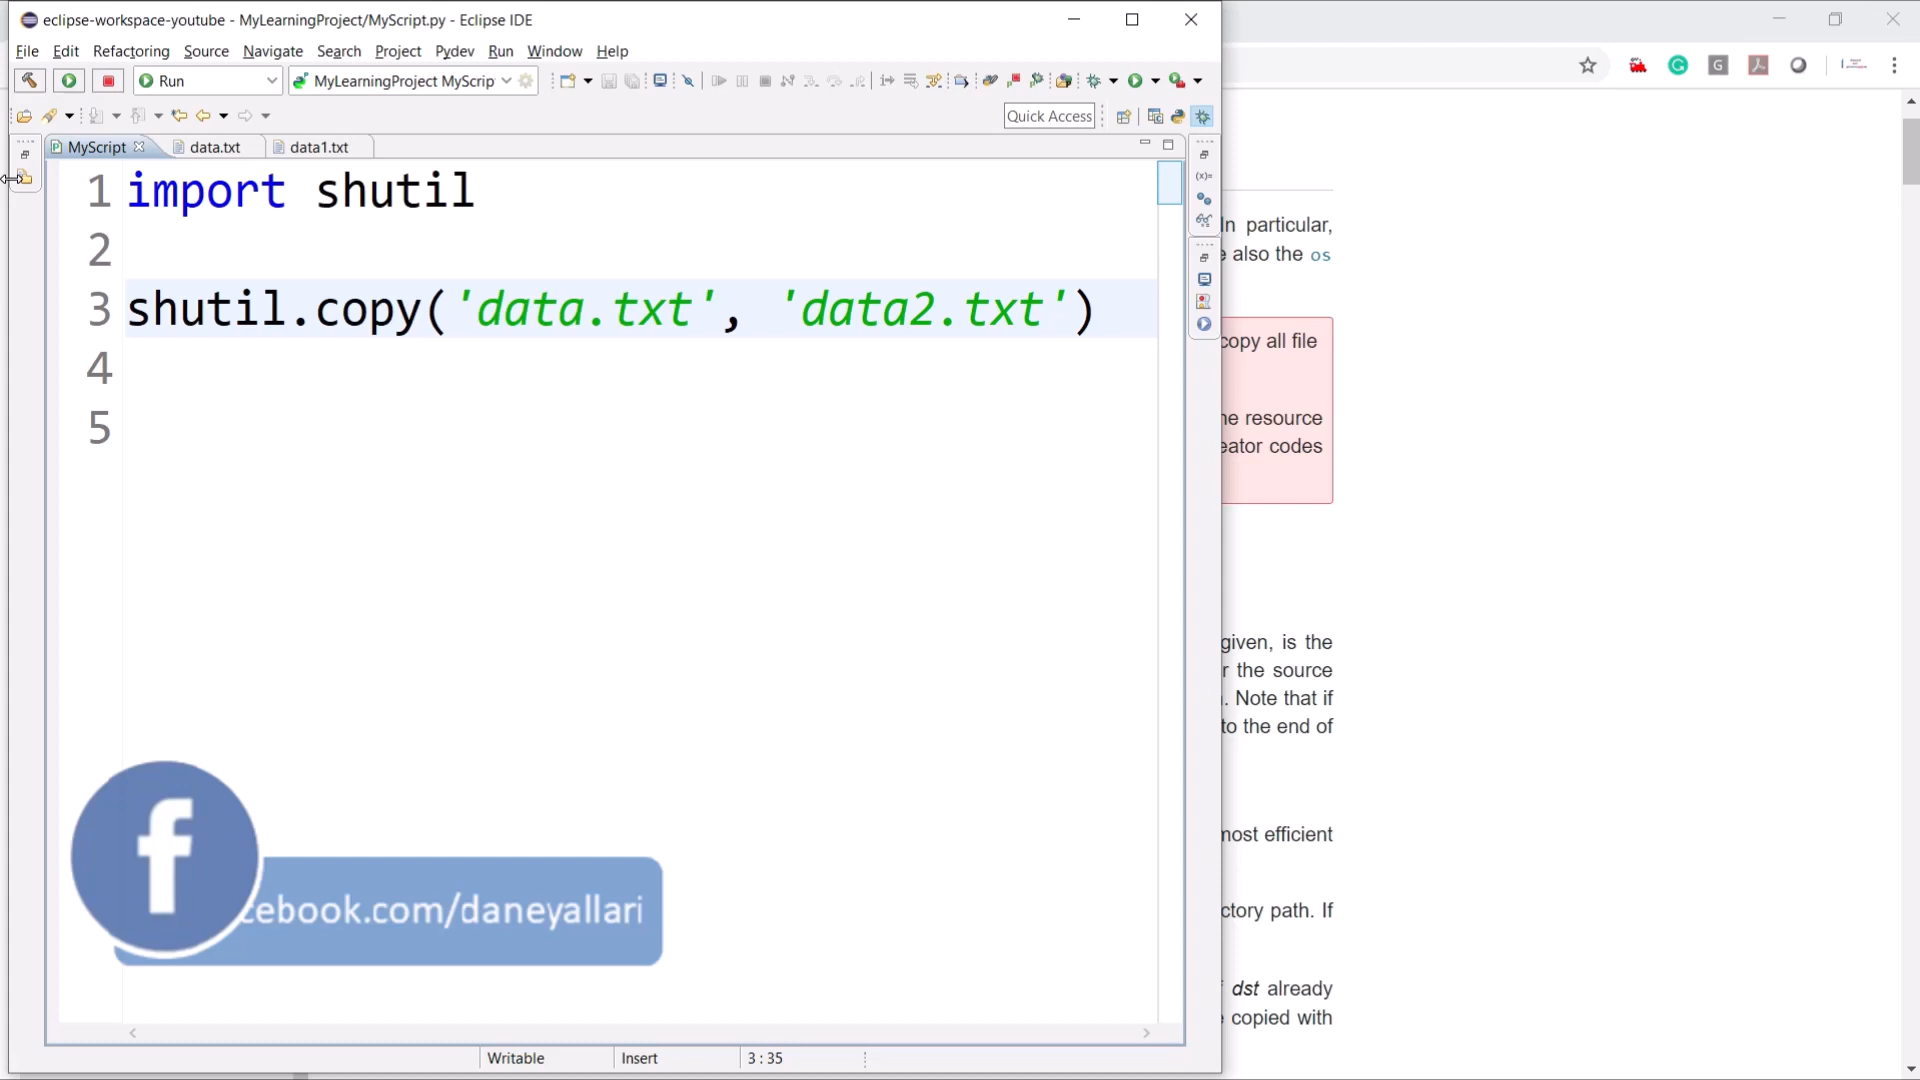 eclipse-workspace-youtube - MyLearningProject/MyScript.py - Eclipse IDE
File Edit Refactoring Source Navigate Search Project Pydev Run Window Help
Run
MyLearningProject MyScrip
Quick Access
MyScript
data.txt
data1.txt
1 import shutil
2
3 shutil.copy('data.txt', 'data2.txt')
4
5
(x)=
In particular,
also the os
copy all file
resource
codes
given, is the
the source
Note that if
to the end of
most efficient
path. If
dst already
copied with
f
cebook.com/daneyallari
Writable
Insert
3 : 35